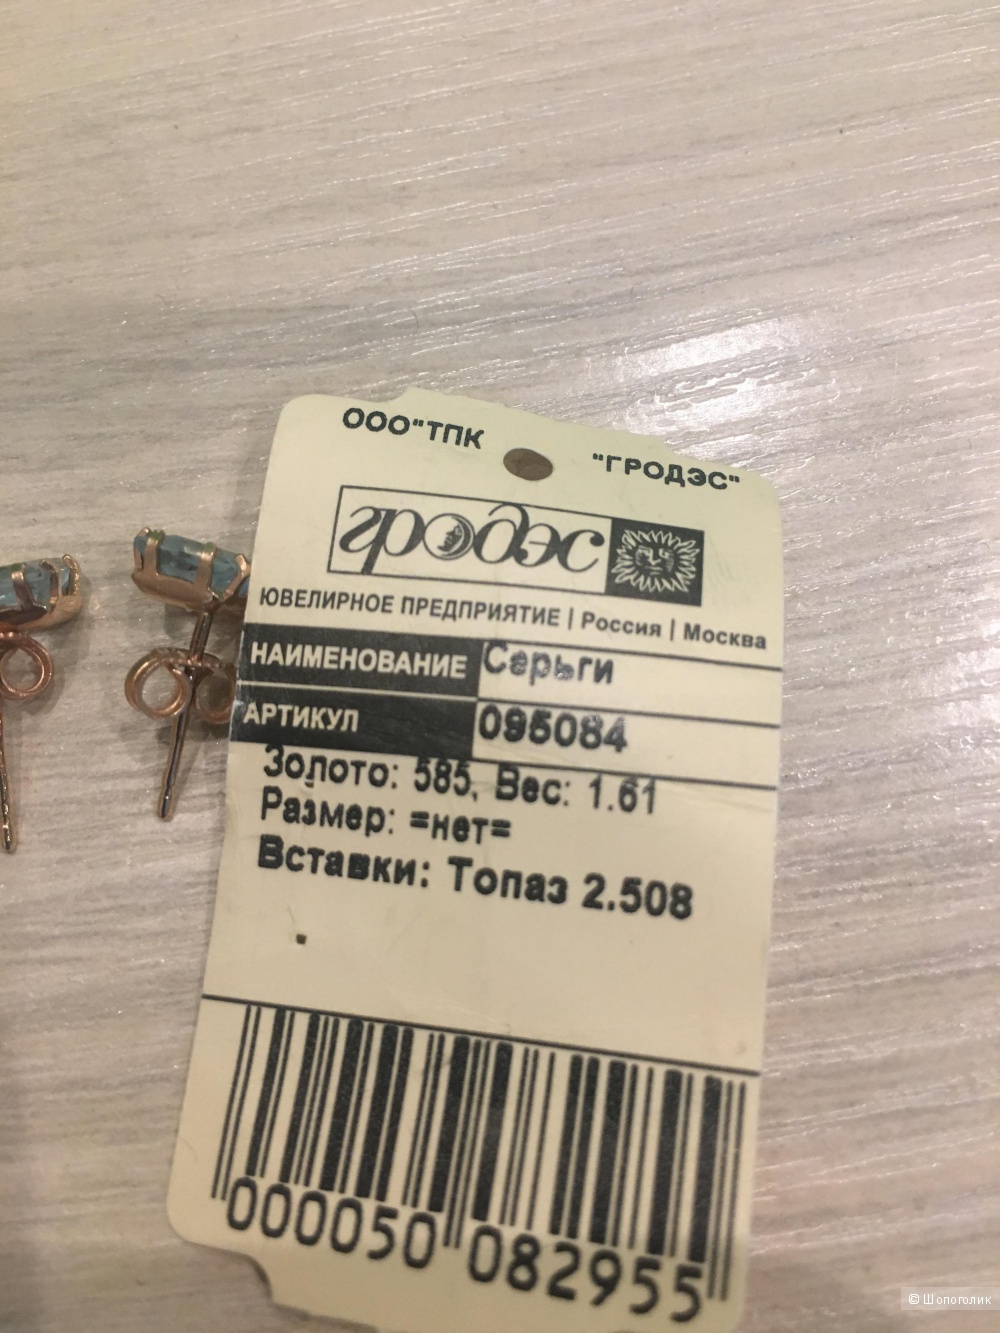 ООО"ТПК "ГРОДЭС"
гродэс
ЮВЕЛИРНОЕ ПРЕДПРИЯТИЕ | Россия | Москва
НАИМЕНОВАНИЕ Серьги
АРТИКУЛ 095084
Золото: 585, Вес: 1.61
Размер: =нет=
Вставки: Топаз 2.508
000050 082955
© Шопоголик